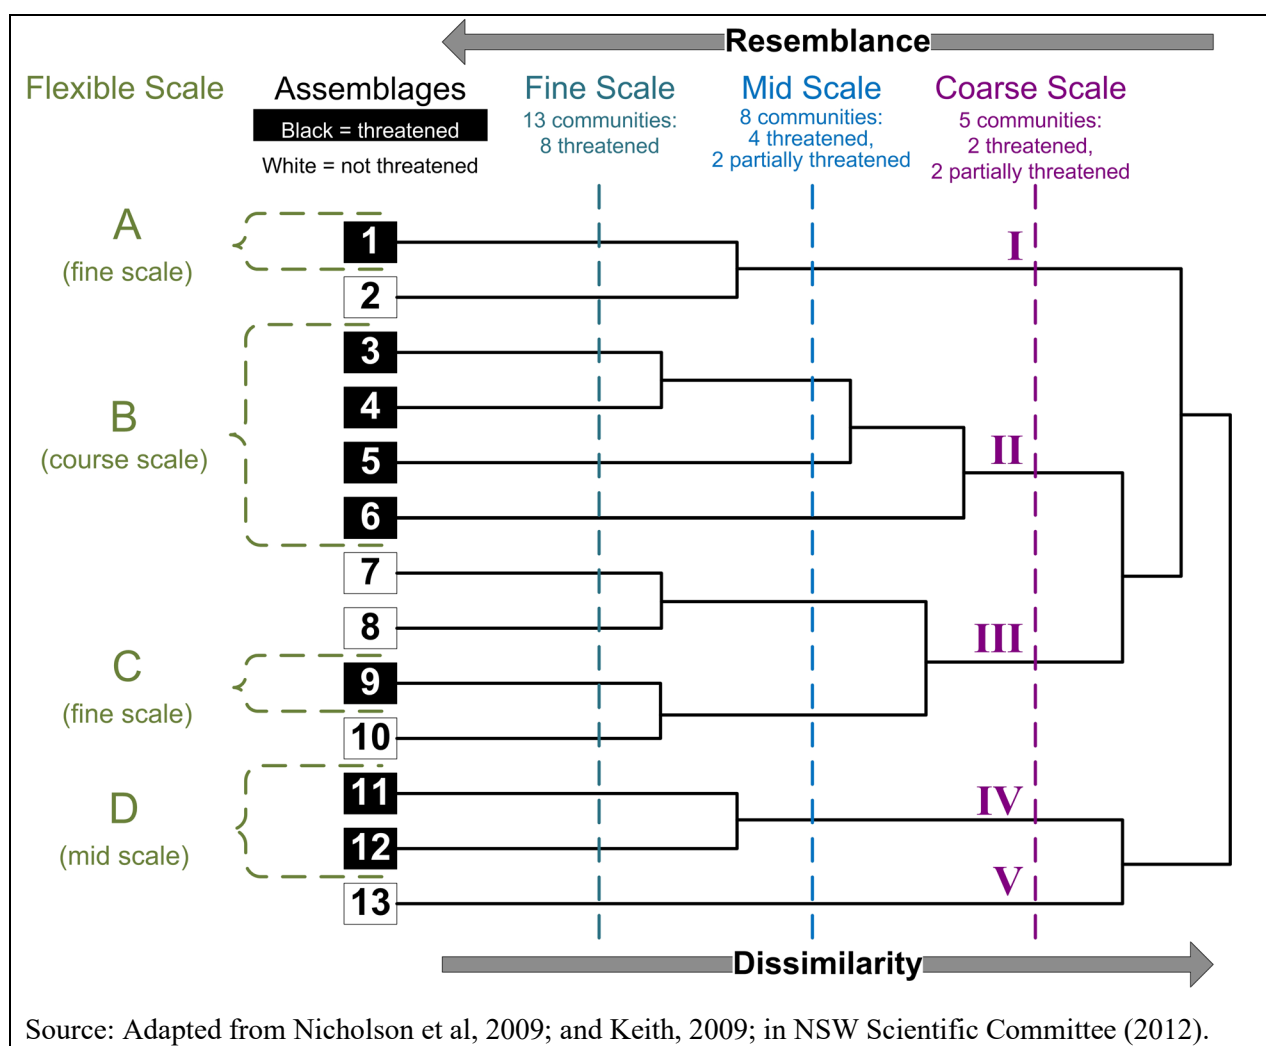 Resemblance
Flexible Scale
Assemblages
Black = threatened
White = not threatened
Fine Scale
13 communities:
8 threatened
Mid Scale
8 communities:
4 threatened,
2 partially threatened
Coarse Scale
5 communities:
2 threatened,
2 partially threatened
A
(fine scale)
B
(course scale)
C
(fine scale)
D
(mid scale)
1
2
3
4
5
6
7
8
9
10
11
12
13
I
II
III
IV
V
Dissimilarity
Source: Adapted from Nicholson et al, 2009; and Keith, 2009; in NSW Scientific Committee (2012).